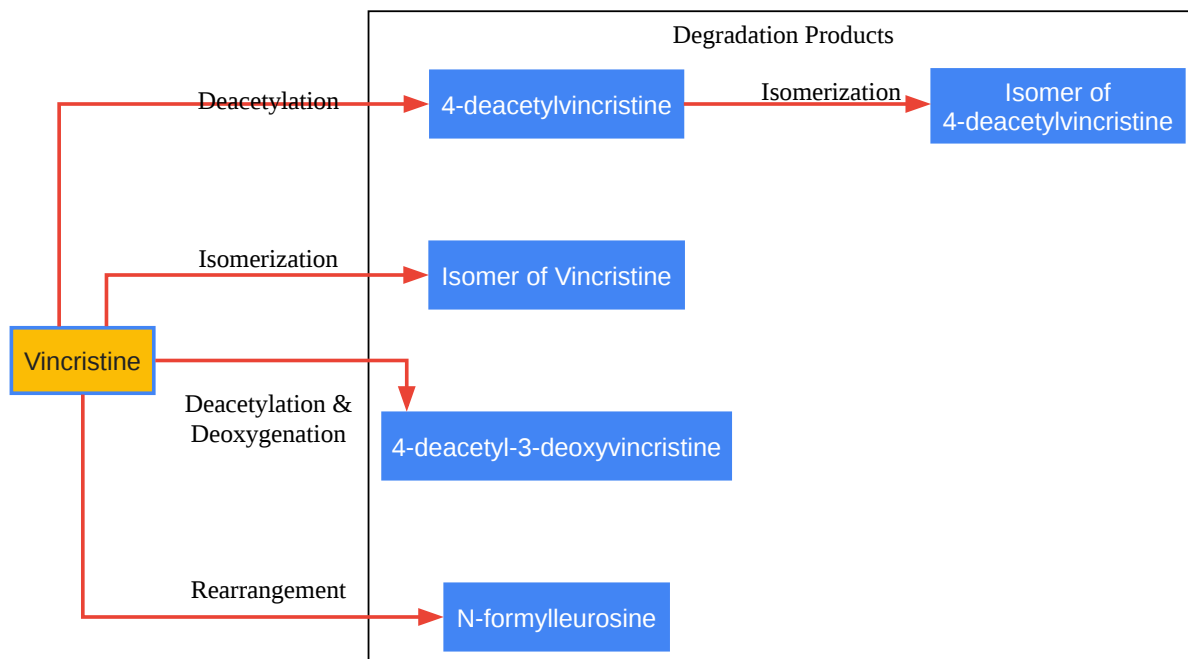 Degradation Products
Deacetylation
4-deacetylvincristine
Isomerization
Isomer of
4-deacetylvincristine
Isomerization
Isomer of Vincristine
Vincristine
Deacetylation &
Deoxygenation
4-deacetyl-3-deoxyvincristine
Rearrangement
N-formylleurosine